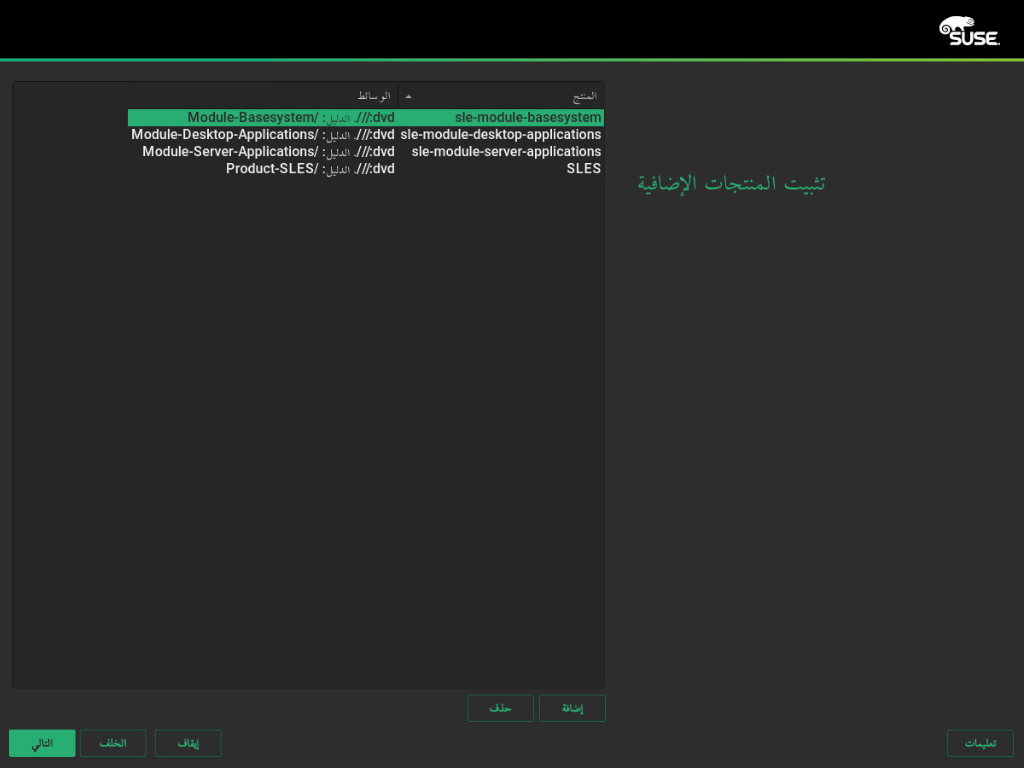 SUSE.
تثبيت المنتجات الإضافية
المنتج	الوسائط
sle-module-basesystem	dvd:///، الدليل: /Module-Basesystem
sle-module-desktop-applications	dvd:///، الدليل: /Module-Desktop-Applications
sle-module-server-applications	dvd:///، الدليل: /Module-Server-Applications
SLES	dvd:///، الدليل: /Product-SLES
إضافة	حذف
تعليمات	إيقاف	الخلف	التالي